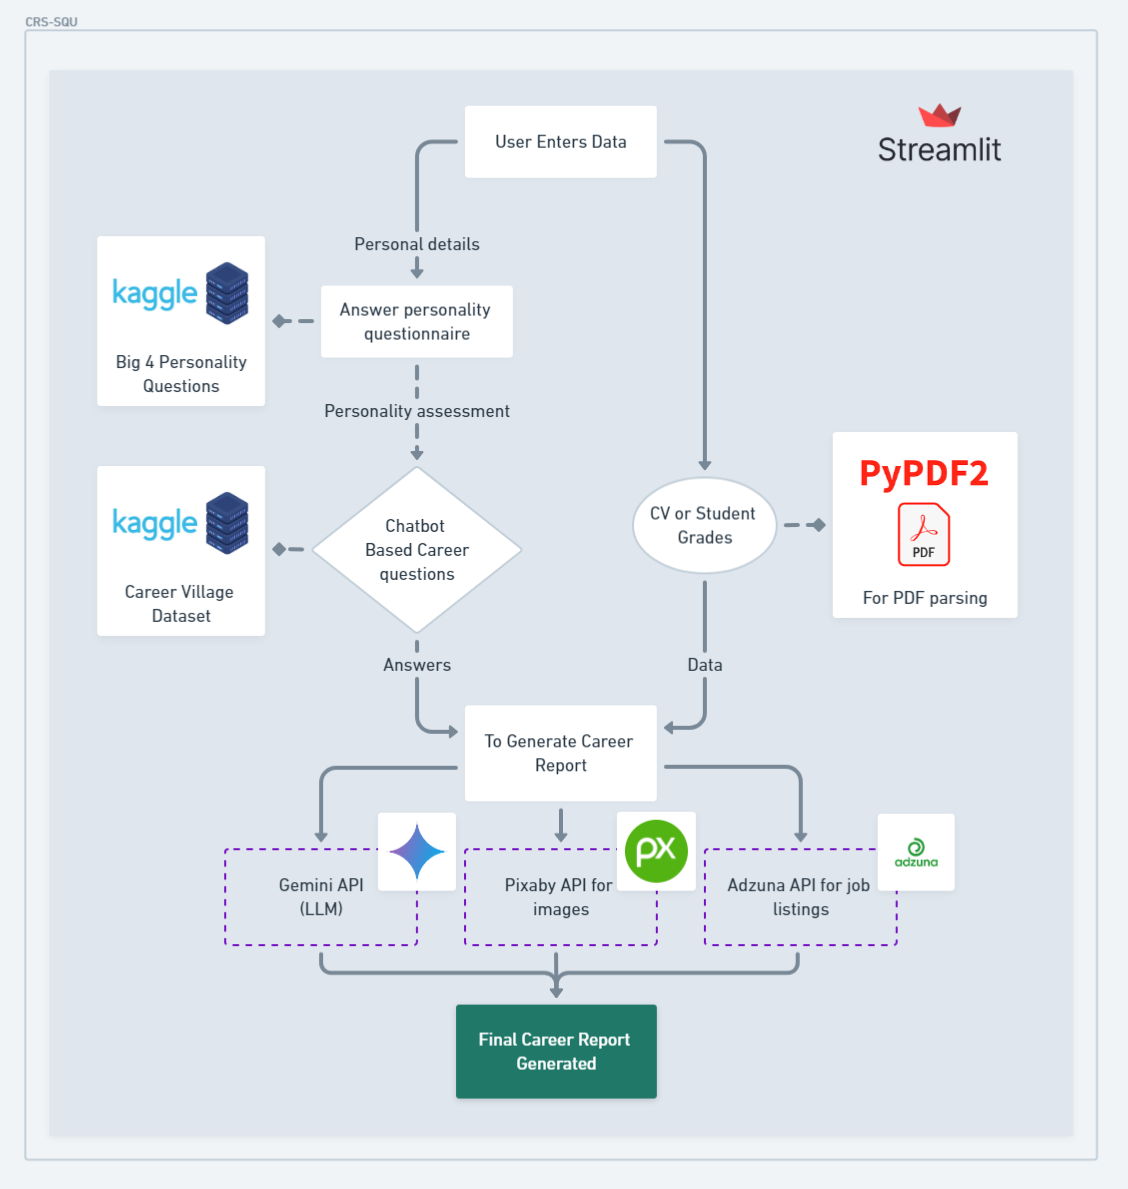 CRS-SQU
User Enters Data
Streamlit
Personal details
kaggle
Big 4 Personality
Questions
Answer personality
questionnaire
Personality assessment
kaggle
Career Village
Dataset
Chatbot
Based Career
questions
CV or Student
Grades
PyPDF2
PDF
For PDF parsing
Answers
Data
To Generate Career
Report
Gemini API
(LLM)
px
Pixaby API for
images
adzuna
Adzuna API for job
listings
Final Career Report
Generated